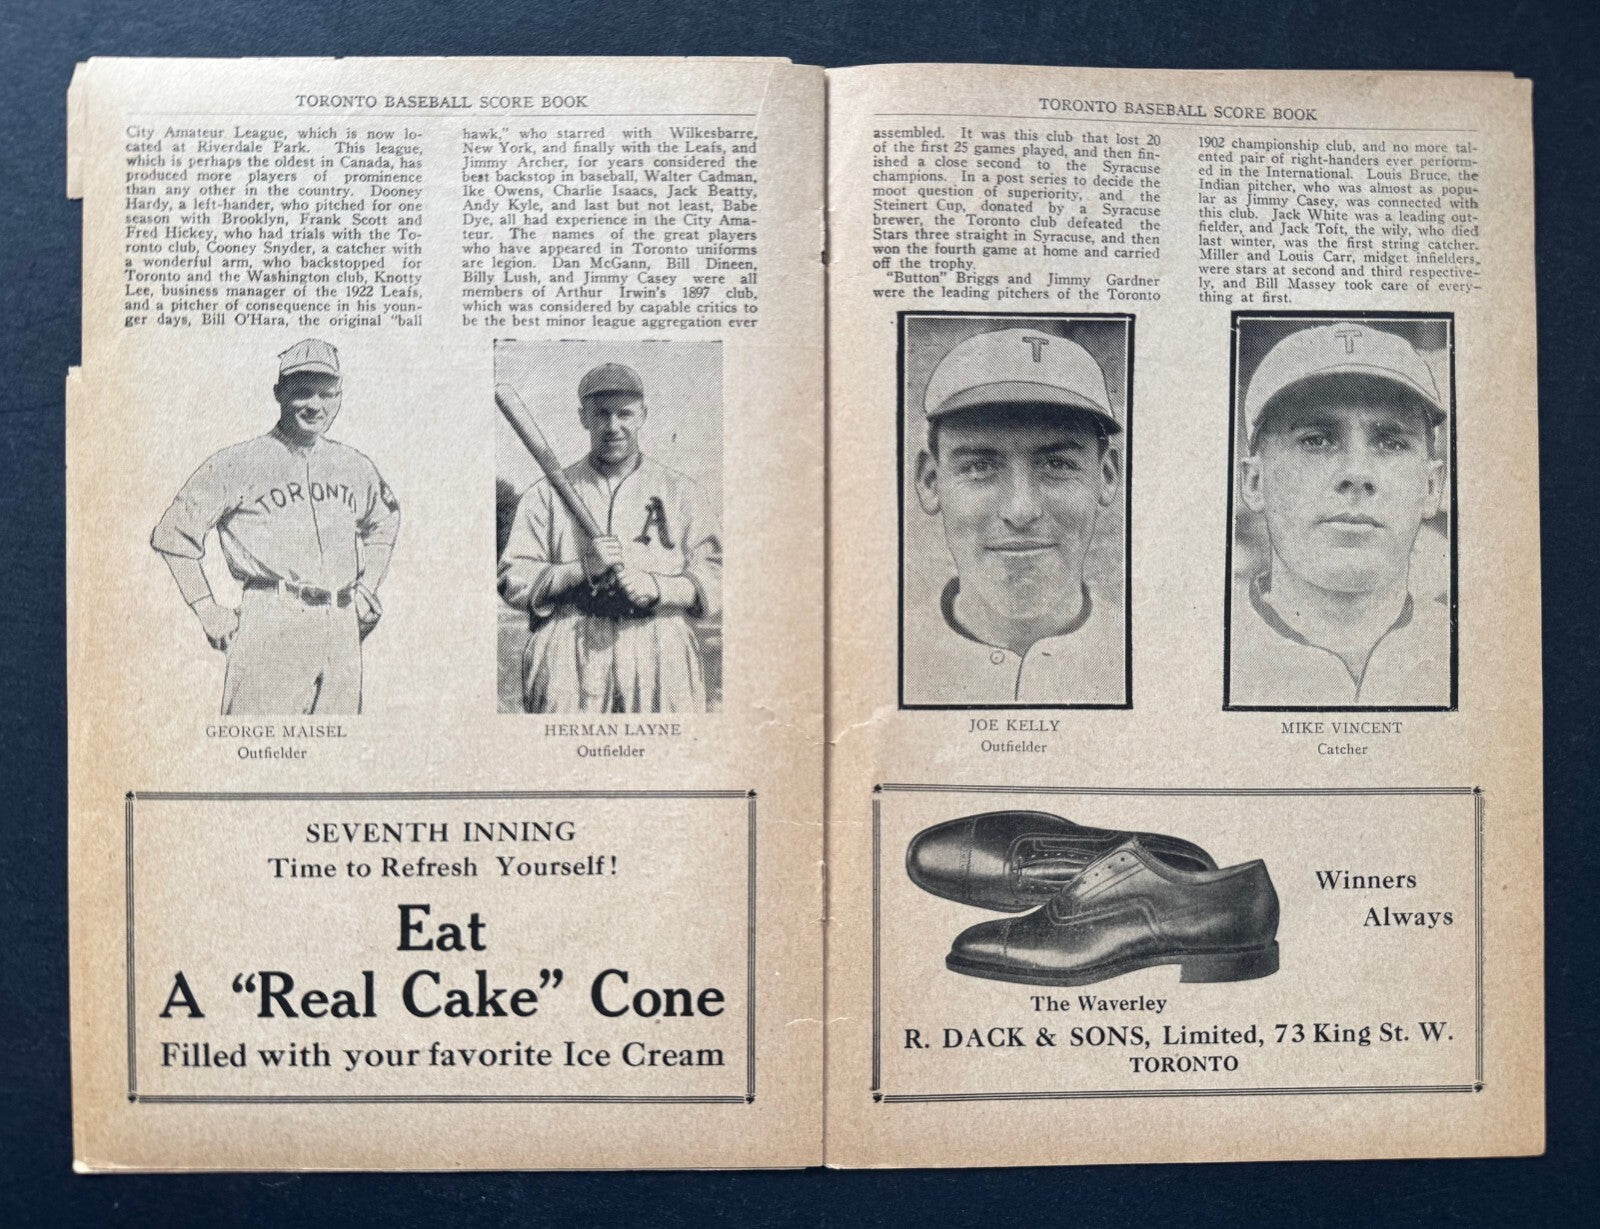 TORONTO BASEBALL SCORE BOOK
City Amateur League, which is now lo-
cated at Riverdale Park. This league,
which is perhaps the oldest in Canada, has
produced more players of prominence
than any other in the country. Dooney
Hardy, a left-hander, who pitched for one
season with Brooklyn, Frank Scott and
Fred Hickey, who had trials with the To-
ronto club, Cooney Snyder, a catcher with
a wonderful arm, who backstopped for
Toronto and the Washington club, Knotty
Lee, business manager of the 1922 Leafs,
and a pitcher of consequence in his youn-
ger days, Bill O'Hara, the original "ball
hawk," who starred with Wilkesbarre,
New York, and finally with the Leafs, and
Jimmy Archer, for years considered the
best backstop in baseball, Walter Cadman,
Ike Owens, Charlie Isaacs, Jack Beatty,
Andy Kyle, and last but not least, Babe
Dye, all had experience in the City Ama-
teur. The names of the great players
who have appeared in Toronto uniforms
are legion. Dan McGann, Bill Dineen,
Billy Lush, and Jimmy Casey were all
members of Arthur Irwin's 1897 club,
which was considered by capable critics to
be the best minor league aggregation ever
TORONTO
A
GEORGE MAISEL
Outfielder
HERMAN LAYNE
Outfielder
SEVENTH INNING
Time to Refresh Yourself!
Eat
A "Real Cake" Cone
Filled with your favorite Ice Cream
TORONTO BASEBALL SCORE BOOK
assembled. It was this club that lost 20
of the first 25 games played, and then fin-
ished a close second to the Syracuse
champions. In a post series to decide the
moot question of superiority, and the
Steinert Cup, donated by a Syracuse
brewer, the Toronto club defeated the
Stars three straight in Syracuse, and then
won the fourth game at home and carried
off the trophy.
"Button" Briggs and Jimmy Gardner
were the leading pitchers of the Toronto
1902 championship club, and no more tal-
ented pair of right-handers ever perform-
ed in the International. Louis Bruce, the
Indian pitcher, who was almost as popu-
lar as Jimmy Casey, was connected with
this club. Jack White was a leading out-
fielder, and Jack Toft, the wily, who died
last winter, was the first string catcher.
Miller and Louis Carr, midget infielders,
were stars at second and third respective-
ly, and Bill Massey took care of every-
thing at first.
T
T
JOE KELLY
Outfielder
MIKE VINCENT
Catcher
Winners
Always
The Waverley
R. DACK & SONS, Limited, 73 King St. W.
TORONTO